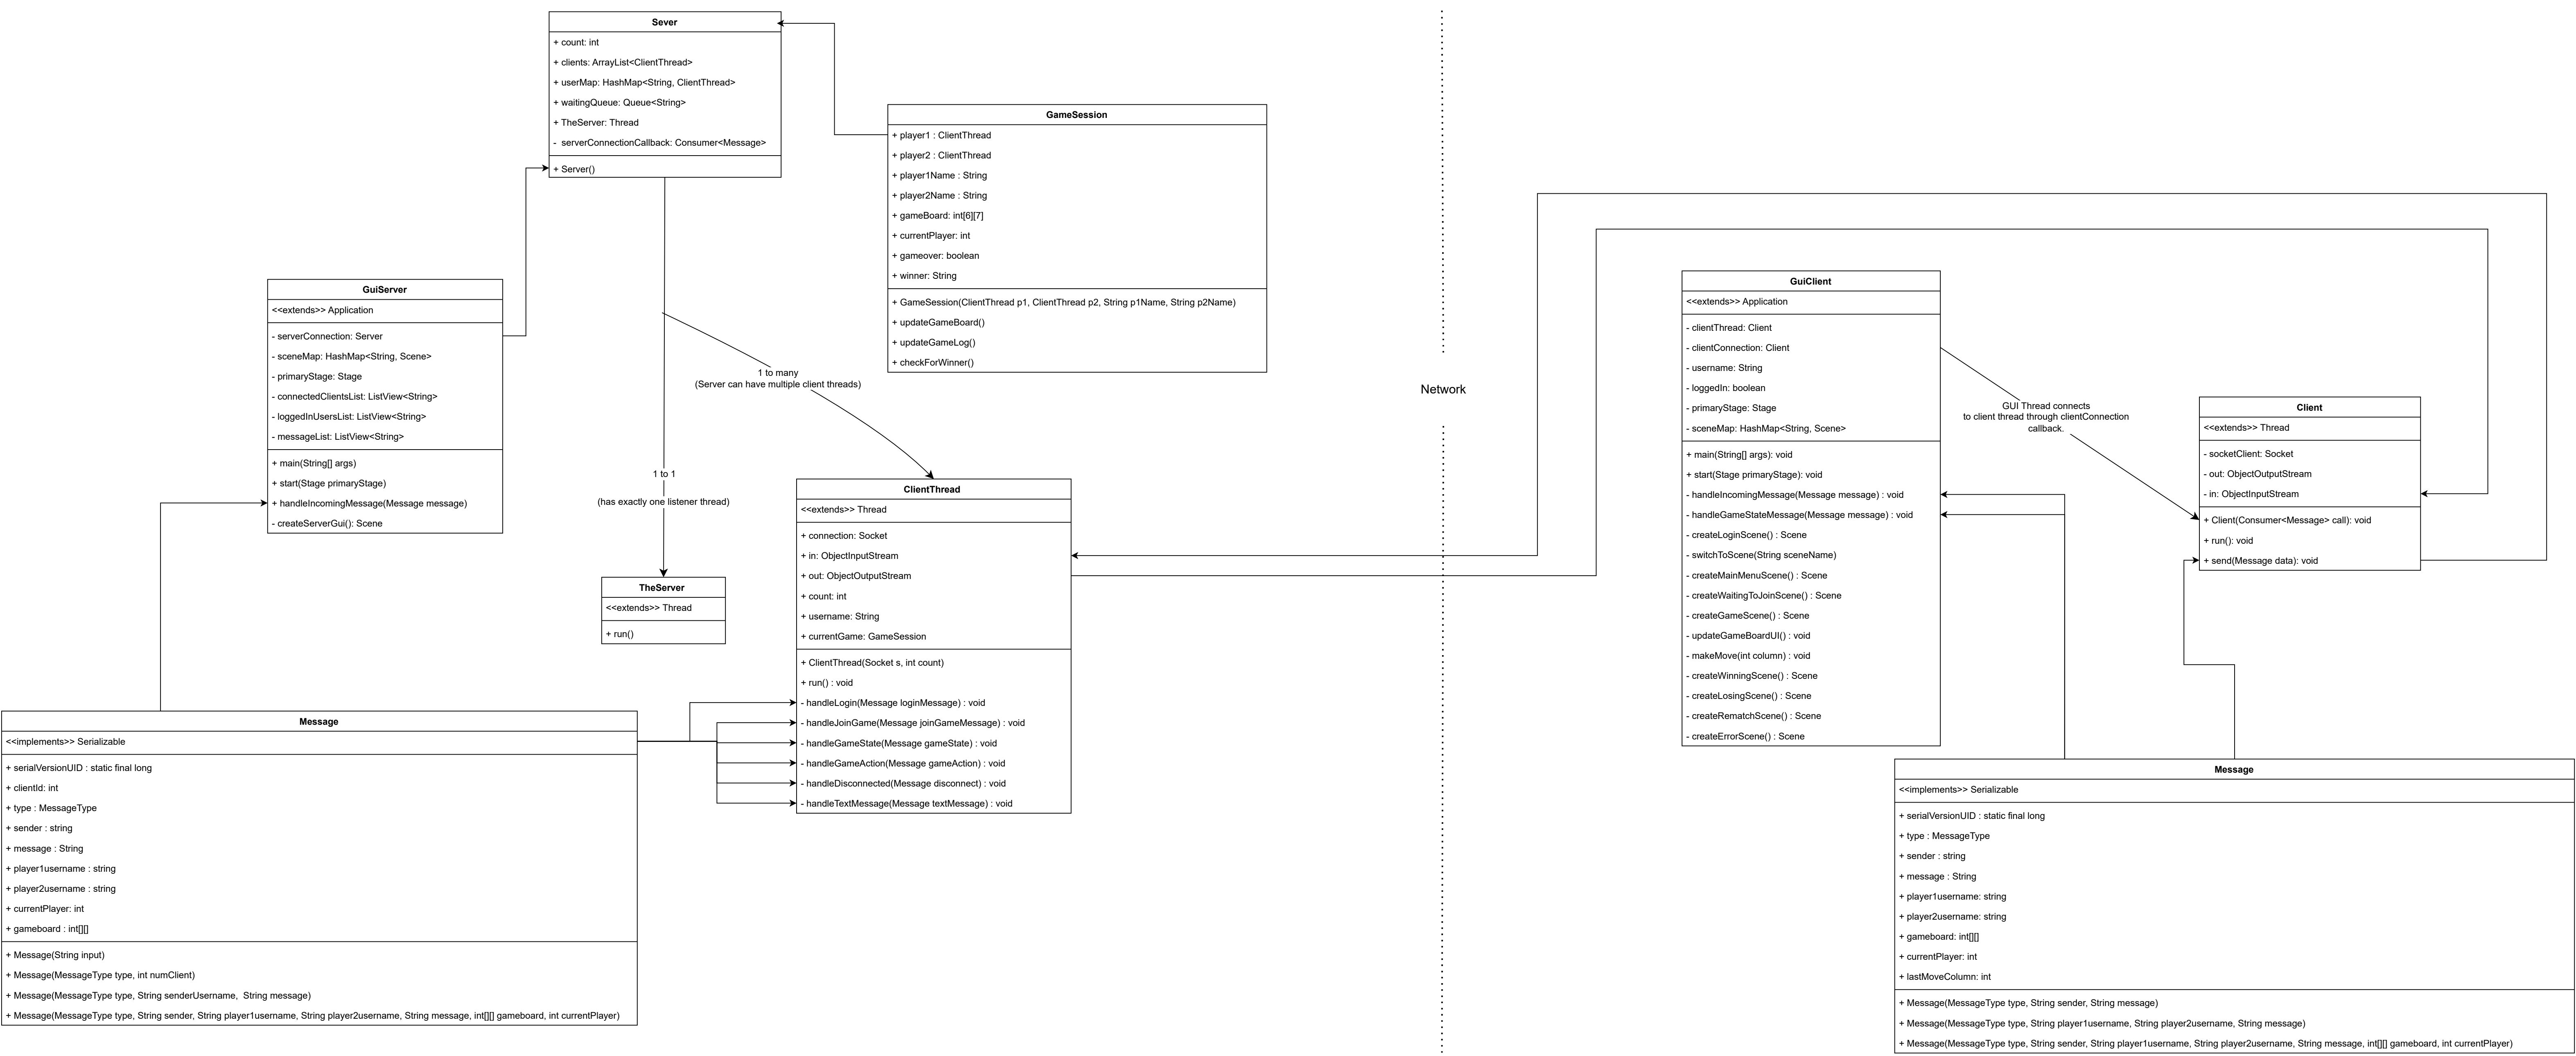 Sever
+ count: int
+ clients: ArrayList<ClientThread>
+ userMap: HashMap<String, ClientThread>
+ waitingQueue: Queue<String>
+ TheServer: Thread
-  serverConnectionCallback: Consumer<Message>
+ Server()
GameSession
+ player1 : ClientThread
+ player2 : ClientThread
+ player1Name : String
+ player2Name : String
+ gameBoard: int[6][7]
+ currentPlayer: int
+ gameover: boolean
+ winner: String
+ GameSession(ClientThread p1, ClientThread p2, String p1Name, String p2Name)
+ updateGameBoard()
+ updateGameLog()
+ checkForWinner()
GuiServer
<<extends>> Application
- serverConnection: Server
- sceneMap: HashMap<String, Scene>
- primaryStage: Stage
- connectedClientsList: ListView<String>
- loggedInUsersList: ListView<String>
- messageList: ListView<String>
+ main(String[] args)
+ start(Stage primaryStage)
+ handleIncomingMessage(Message message)
- createServerGui(): Scene
1 to many
(Server can have multiple client threads)
1 to 1
(has exactly one listener thread)
TheServer
<<extends>> Thread
+ run()
ClientThread
<<extends>> Thread
+ connection: Socket
+ in: ObjectInputStream
+ out: ObjectOutputStream
+ count: int
+ username: String
+ currentGame: GameSession
+ ClientThread(Socket s, int count)
+ run() : void
- handleLogin(Message loginMessage) : void
- handleJoinGame(Message joinGameMessage) : void
- handleGameState(Message gameState) : void
- handleGameAction(Message gameAction) : void
- handleDisconnected(Message disconnect) : void
- handleTextMessage(Message textMessage) : void
Message
<<implements>> Serializable
+ serialVersionUID : static final long
+ clientId: int
+ type : MessageType
+ sender : string
+ message : String
+ player1username : string
+ player2username : string
+ currentPlayer: int
+ gameboard : int[][]
+ Message(String input)
+ Message(MessageType type, int numClient)
+ Message(MessageType type, String senderUsername,  String message)
+ Message(MessageType type, String sender, String player1username, String player2username, String message, int[][] gameboard, int currentPlayer)
Network
GuiClient
<<extends>> Application
- clientThread: Client
- clientConnection: Client
- username: String
- loggedIn: boolean
- primaryStage: Stage
- sceneMap: HashMap<String, Scene>
+ main(String[] args): void
+ start(Stage primaryStage): void
- handleIncomingMessage(Message message) : void
- handleGameStateMessage(Message message) : void
- createLoginScene() : Scene
- switchToScene(String sceneName)
- createMainMenuScene() : Scene
- createWaitingToJoinScene() : Scene
- createGameScene() : Scene
- updateGameBoardUI() : void
- makeMove(int column) : void
- createWinningScene() : Scene
- createLosingScene() : Scene
- createRematchScene() : Scene
- createErrorScene() : Scene
GUI Thread connects
to client thread through clientConnection
callback.
Client
<<extends>> Thread
- socketClient: Socket
- out: ObjectOutputStream
- in: ObjectInputStream
+ Client(Consumer<Message> call): void
+ run(): void
+ send(Message data): void
Message
<<implements>> Serializable
+ serialVersionUID : static final long
+ type : MessageType
+ sender : string
+ message : String
+ player1username: string
+ player2username: string
+ gameboard: int[][]
+ currentPlayer: int
+ lastMoveColumn: int
+ Message(MessageType type, String sender, String message)
+ Message(MessageType type, String player1username, String player2username, String message)
+ Message(MessageType type, String sender, String player1username, String player2username, String message, int[][] gameboard, int currentPlayer)